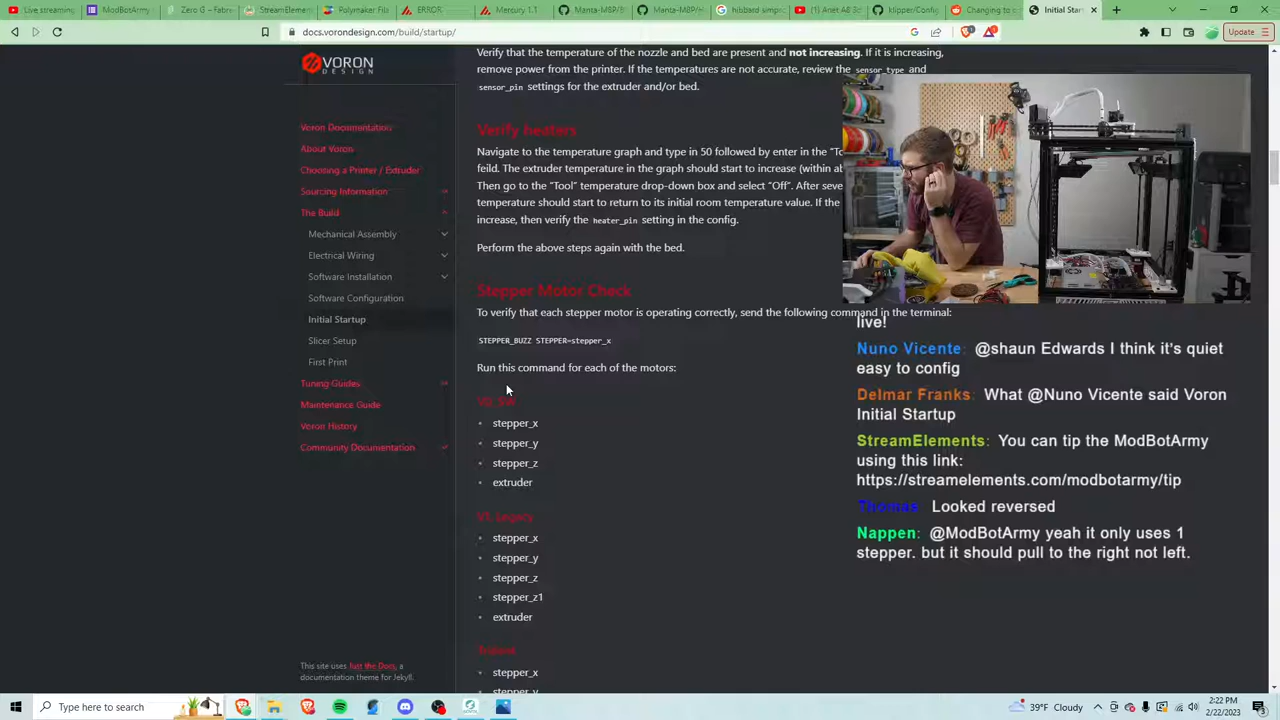 Live streaming
ModBotArmy
Zero G – Fabri
StreamElemen
Polymaker Fil
ERROR
Mercury 1.1
Manta-M8P/B
Manta-M8P/B
hibbard simps
Anet A8 Be
klipper/Config
Changing to s
Initial Star
docs.vorondesign.com/build/startup/
Update
VORON
DESIGN
Voron Documentation
About Voron
Choosing a Printer / Extruder
Sourcing Information
The Build
Mechanical Assembly
Electrical Wiring
Software Installation
Software Configuration
Initial Startup
Slicer Setup
First Print
Tuning Guides
Maintenance Guide
Voron History
Community Documentation
This site uses Just the Docs, a
documentation theme for Jekyll.
Verify that the temperature of the nozzle and bed are present and not increasing. If it is increasing,
remove power from the printer. If the temperatures are not accurate, review the sensor_type and
sensor_pin settings for the extruder and/or bed.
Verify heaters
Navigate to the temperature graph and type in 50 followed by enter in the "To
feild. The extruder temperature in the graph should start to increase (within ab
Then go to the "Tool" temperature drop-down box and select "Off". After seve
temperature should start to return to its initial room temperature value. If the
increase, then verify the heater_pin setting in the config.
Perform the above steps again with the bed.
Stepper Motor Check
To verify that each stepper motor is operating correctly, send the following command in the terminal:
STEPPER_BUZZ STEPPER=stepper_x
Run this command for each of the motors:
V0, SW
stepper_x
stepper_y
stepper_z
extruder
V1, Legacy
stepper_x
stepper_y
stepper_z
stepper_z1
extruder
Trident
stepper_x
stepper_y
live!
Nuno Vicente: @shaun Edwards I think it's quiet
easy to config
Delmar Franks: What @Nuno Vicente said Voron
Initial Startup
StreamElements: You can tip the ModBotArmy
using this link:
https://streamelements.com/modbotarmy/tip
Thomas: Looked reversed
Nappen: @ModBotArmy yeah it only uses 1
stepper. but it should pull to the right not left.
Type here to search
39°F Cloudy
2:22 PM
2/22/2023